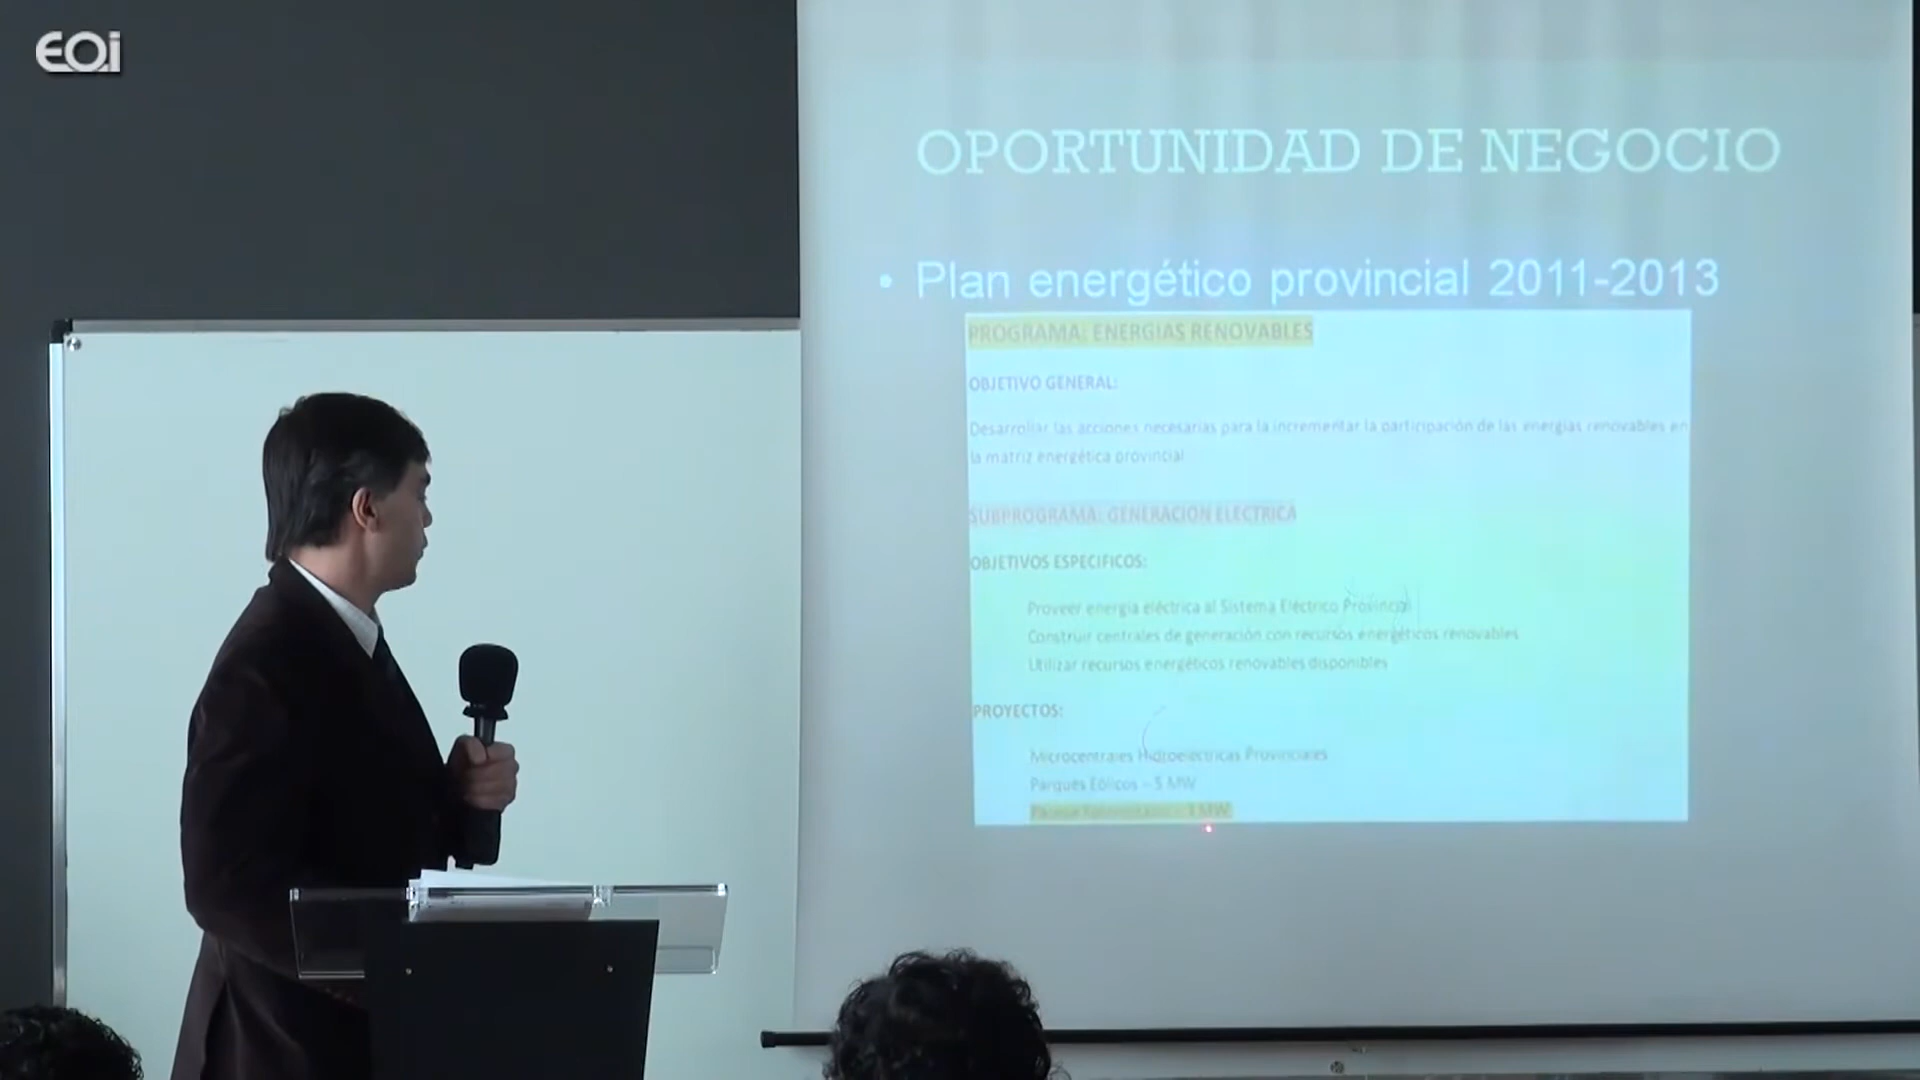 EOi
OPORTUNIDAD DE NEGOCIO
• Plan energético provincial 2011-2013
PROGRAMA: ENERGIAS RENOVABLES
OBJETIVO GENERAL:
Desarrollar las acciones necesarias para la incrementar la participación de las energías renovables en
la matriz energética provincial
SUBPROGRAMA: GENERACION ELECTRICA
OBJETIVOS ESPECIFICOS:
Proveer energía eléctrica al Sistema Eléctrico Provincial
Construir centrales de generación con recursos energéticos renovables
Utilizar recursos energéticos renovables disponibles
PROYECTOS:
Microcentrales Hidroeléctricas Provinciales
Parques Eólicos – 5 MW
MW